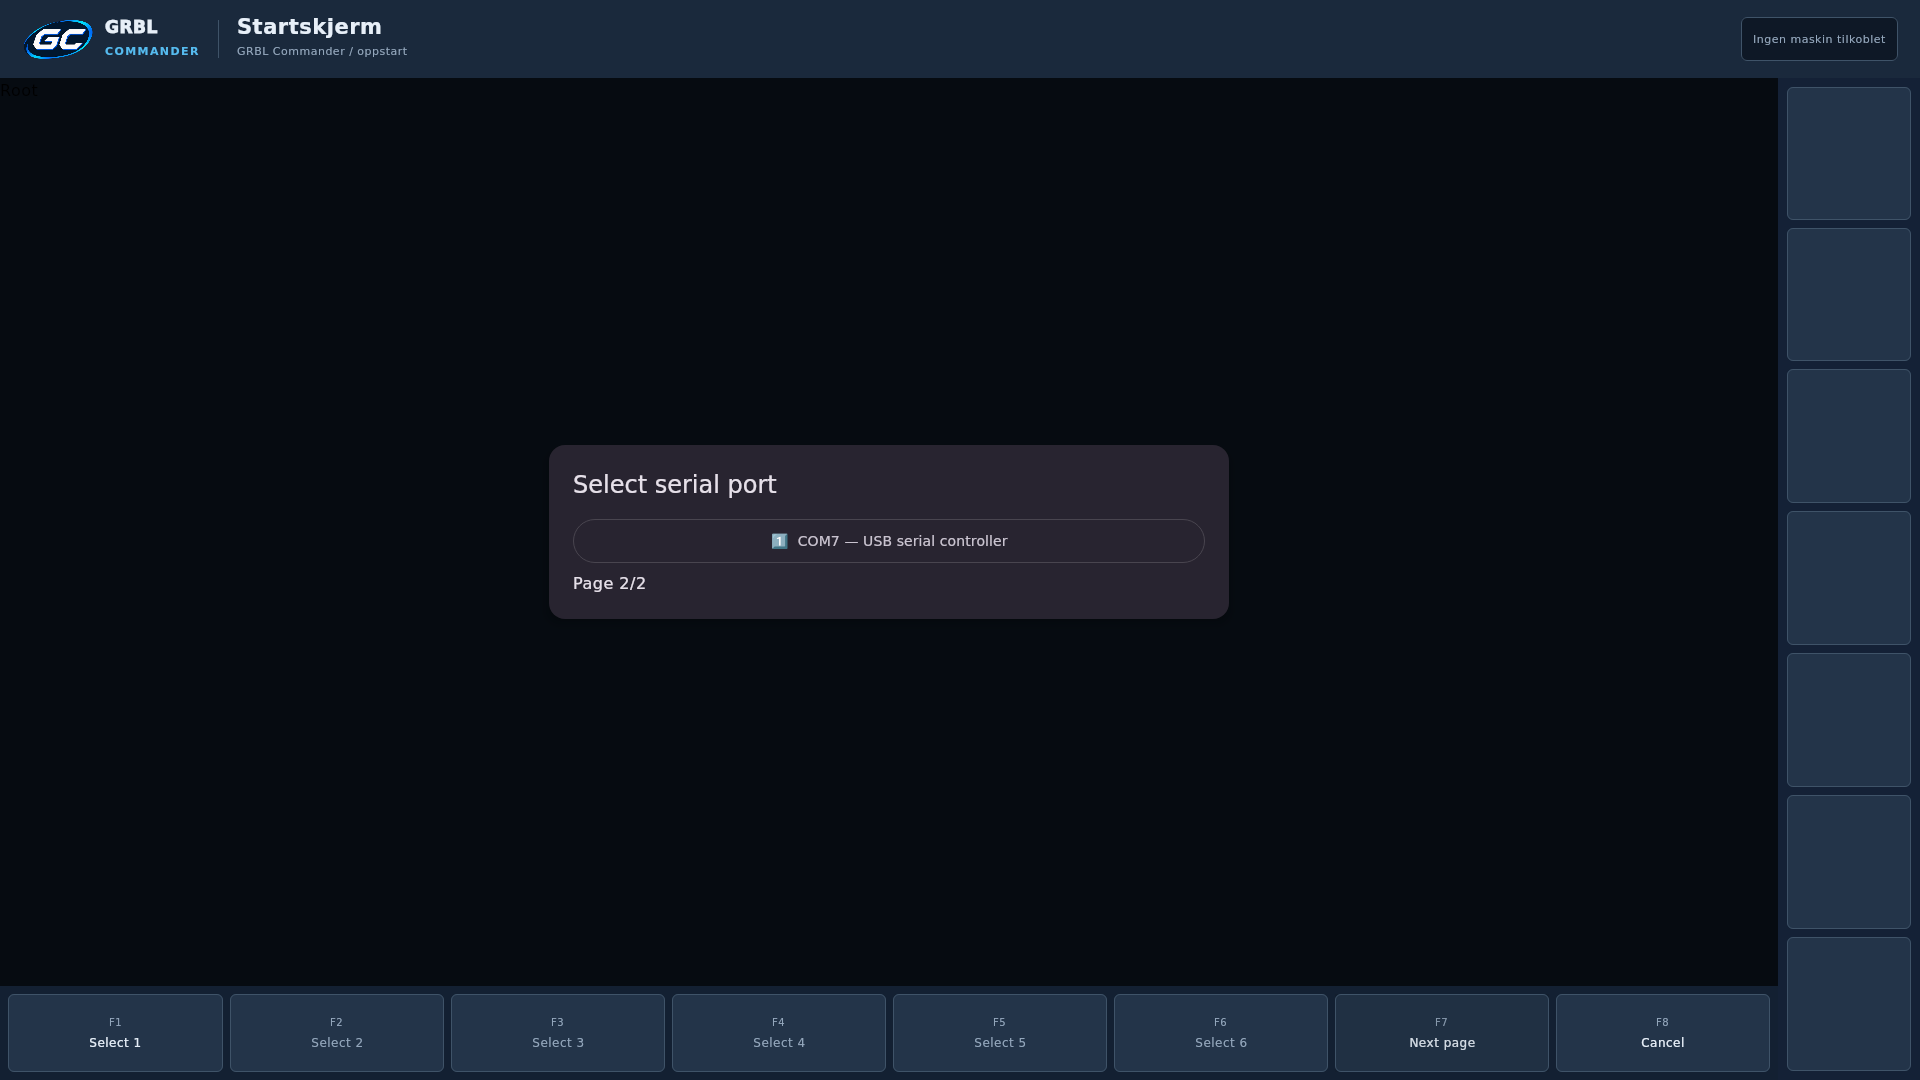 GC
GRBL
COMMANDER
Startskjerm
GRBL Commander / oppstart
Ingen maskin tilkoblet
Root
Select serial port
1️⃣ COM7 — USB serial controller
Page 2/2
F1
Select 1
F2
Select 2
F3
Select 3
F4
Select 4
F5
Select 5
F6
Select 6
F7
Next page
F8
Cancel